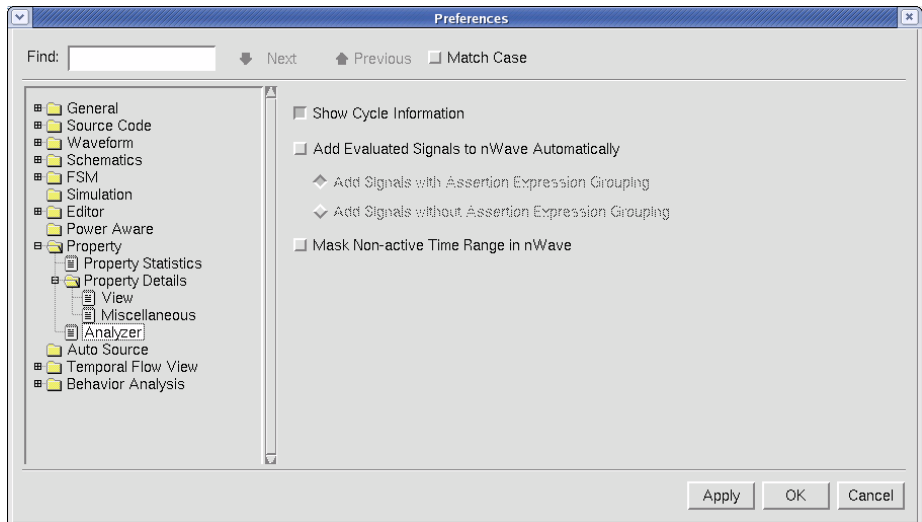 Preferences
Find:
Next
Previous
Match Case
General
Source Code
Waveform
Schematics
FSM
Simulation
Editor
Power Aware
Property
Property Statistics
Property Details
View
Miscellaneous
Analyzer
Auto Source
Temporal Flow View
Behavior Analysis
Show Cycle Information
Add Evaluated Signals to nWave Automatically
Add Signals with Assertion Expression Grouping
Add Signals without Assertion Expression Grouping
Mask Non-active Time Range in nWave
Apply
OK
Cancel